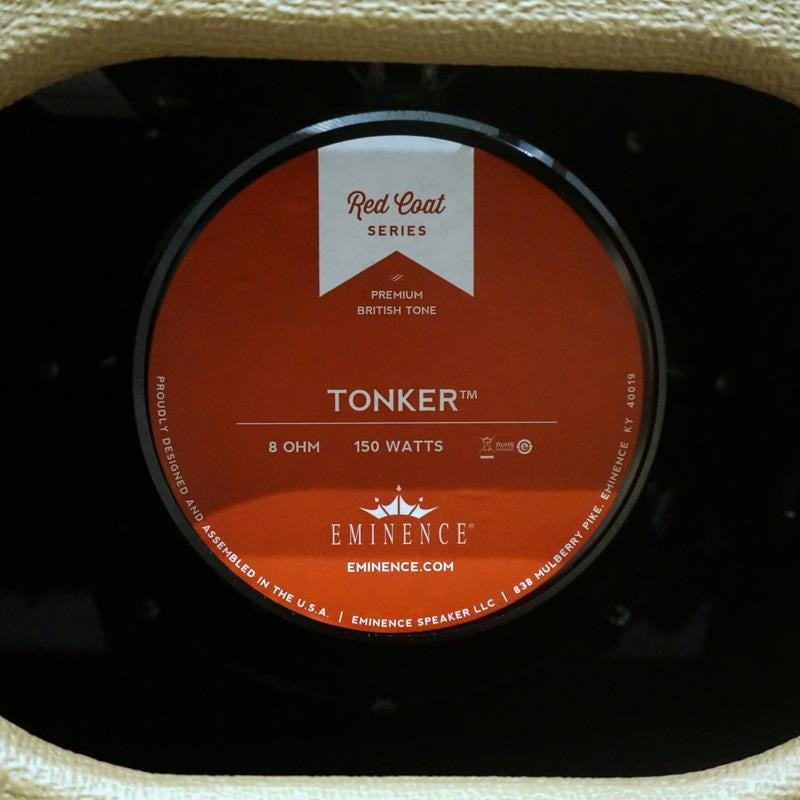 Red Coat
SERIES
PREMIUM
BRITISH TONE
TONKER™
8 OHM 150 WATTS RoHS
EMINENCE®
EMINENCE.COM
PROUDLY DESIGNED AND ASSEMBLED IN THE U.S.A. | EMINENCE SPEAKER LLC | 838 MULBERRY PIKE, EMINENCE KY 40019